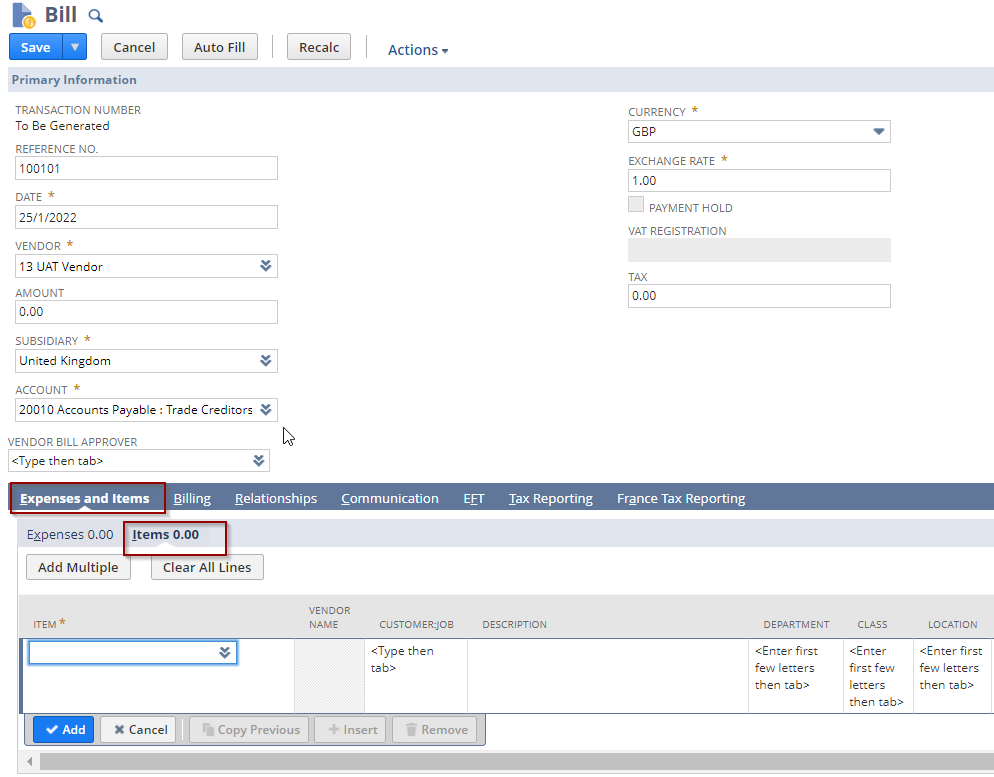 Bill
Save
Cancel
Auto Fill
Recalc
Actions
Primary Information
TRANSACTION NUMBER
To Be Generated
REFERENCE NO.
100101
DATE *
25/1/2022
VENDOR *
13 UAT Vendor
AMOUNT
0.00
SUBSIDIARY *
United Kingdom
ACCOUNT *
20010 Accounts Payable : Trade Creditors
VENDOR BILL APPROVER
<Type then tab>
CURRENCY *
GBP
EXCHANGE RATE *
1.00
PAYMENT HOLD
VAT REGISTRATION
TAX
0.00
Expenses and Items
Billing
Relationships
Communication
EFT
Tax Reporting
France Tax Reporting
Expenses 0.00
Items 0.00
Add Multiple
Clear All Lines
ITEM *
VENDOR
NAME
CUSTOMER:JOB
DESCRIPTION
DEPARTMENT
CLASS
LOCATION
<Type then
tab>
<Enter first
few letters
then tab>
<Enter
first few
letters
then tab>
<Enter first
few letters
then tab>
Add
Cancel
Copy Previous
Insert
Remove